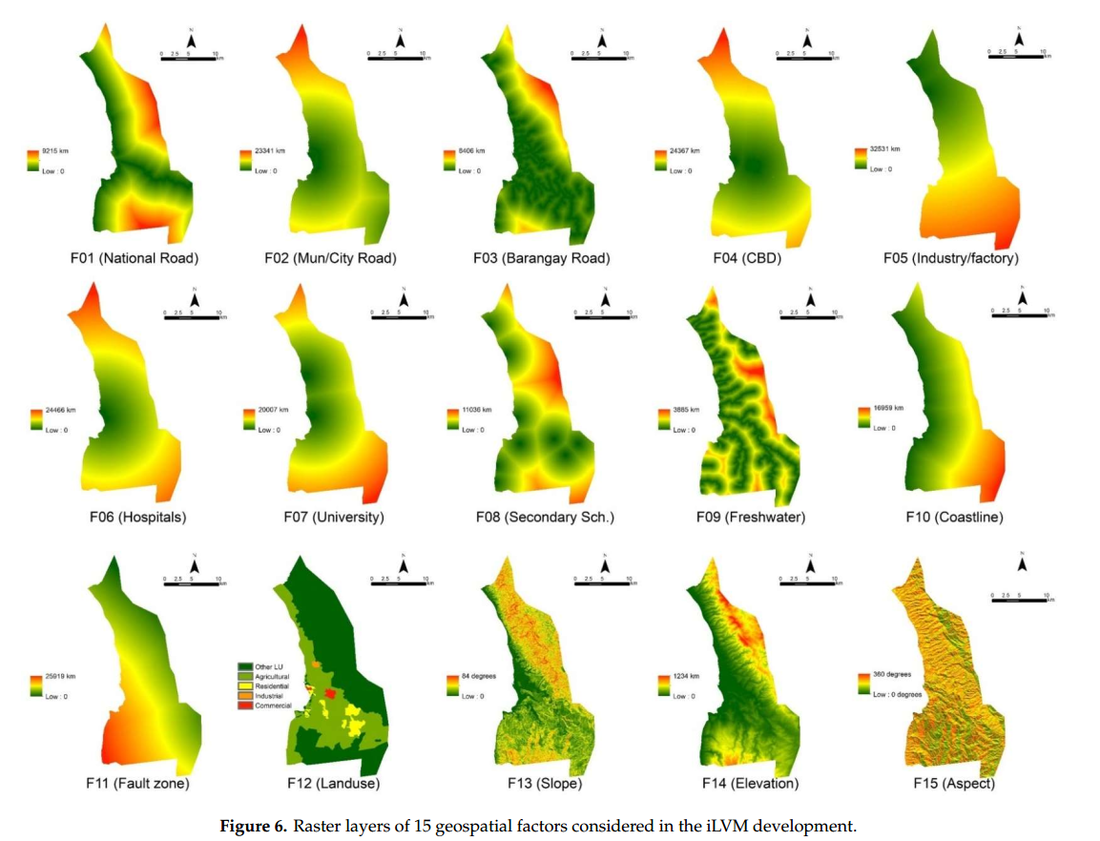 N
0 2.5 5 10
km
9215 km
Low : 0
F01 (National Road)
N
0 2.5 5 10
km
23341 km
Low : 0
F02 (Mun/City Road)
N
0 2.5 5 10
km
8406 km
Low : 0
F03 (Barangay Road)
N
0 2.5 5 10
km
24367 km
Low : 0
F04 (CBD)
N
0 2.5 5 10
km
32531 km
Low : 0
F05 (Industry/factory)
N
0 2.5 5 10
km
24466 km
Low : 0
F06 (Hospitals)
N
0 2.5 5 10
km
20007 km
Low : 0
F07 (University)
N
0 2.5 5 10
km
11036 km
Low : 0
F08 (Secondary Sch.)
N
0 2.5 5 10
km
3885 km
Low : 0
F09 (Freshwater)
N
0 2.5 5 10
km
16959 km
Low : 0
F10 (Coastline)
N
0 2.5 5 10
km
25919 km
Low : 0
F11 (Fault zone)
N
0 2.5 5 10
km
Other LU
Agricultural
Residential
Industrial
Commercial
F12 (Landuse)
N
0 2.5 5 10
km
84 degrees
Low : 0
F13 (Slope)
N
0 2.5 5 10
km
1234 km
Low : 0
F14 (Elevation)
N
0 2.5 5 10
km
360 degrees
Low : 0 degrees
F15 (Aspect)
Figure 6. Raster layers of 15 geospatial factors considered in the iLVM development.